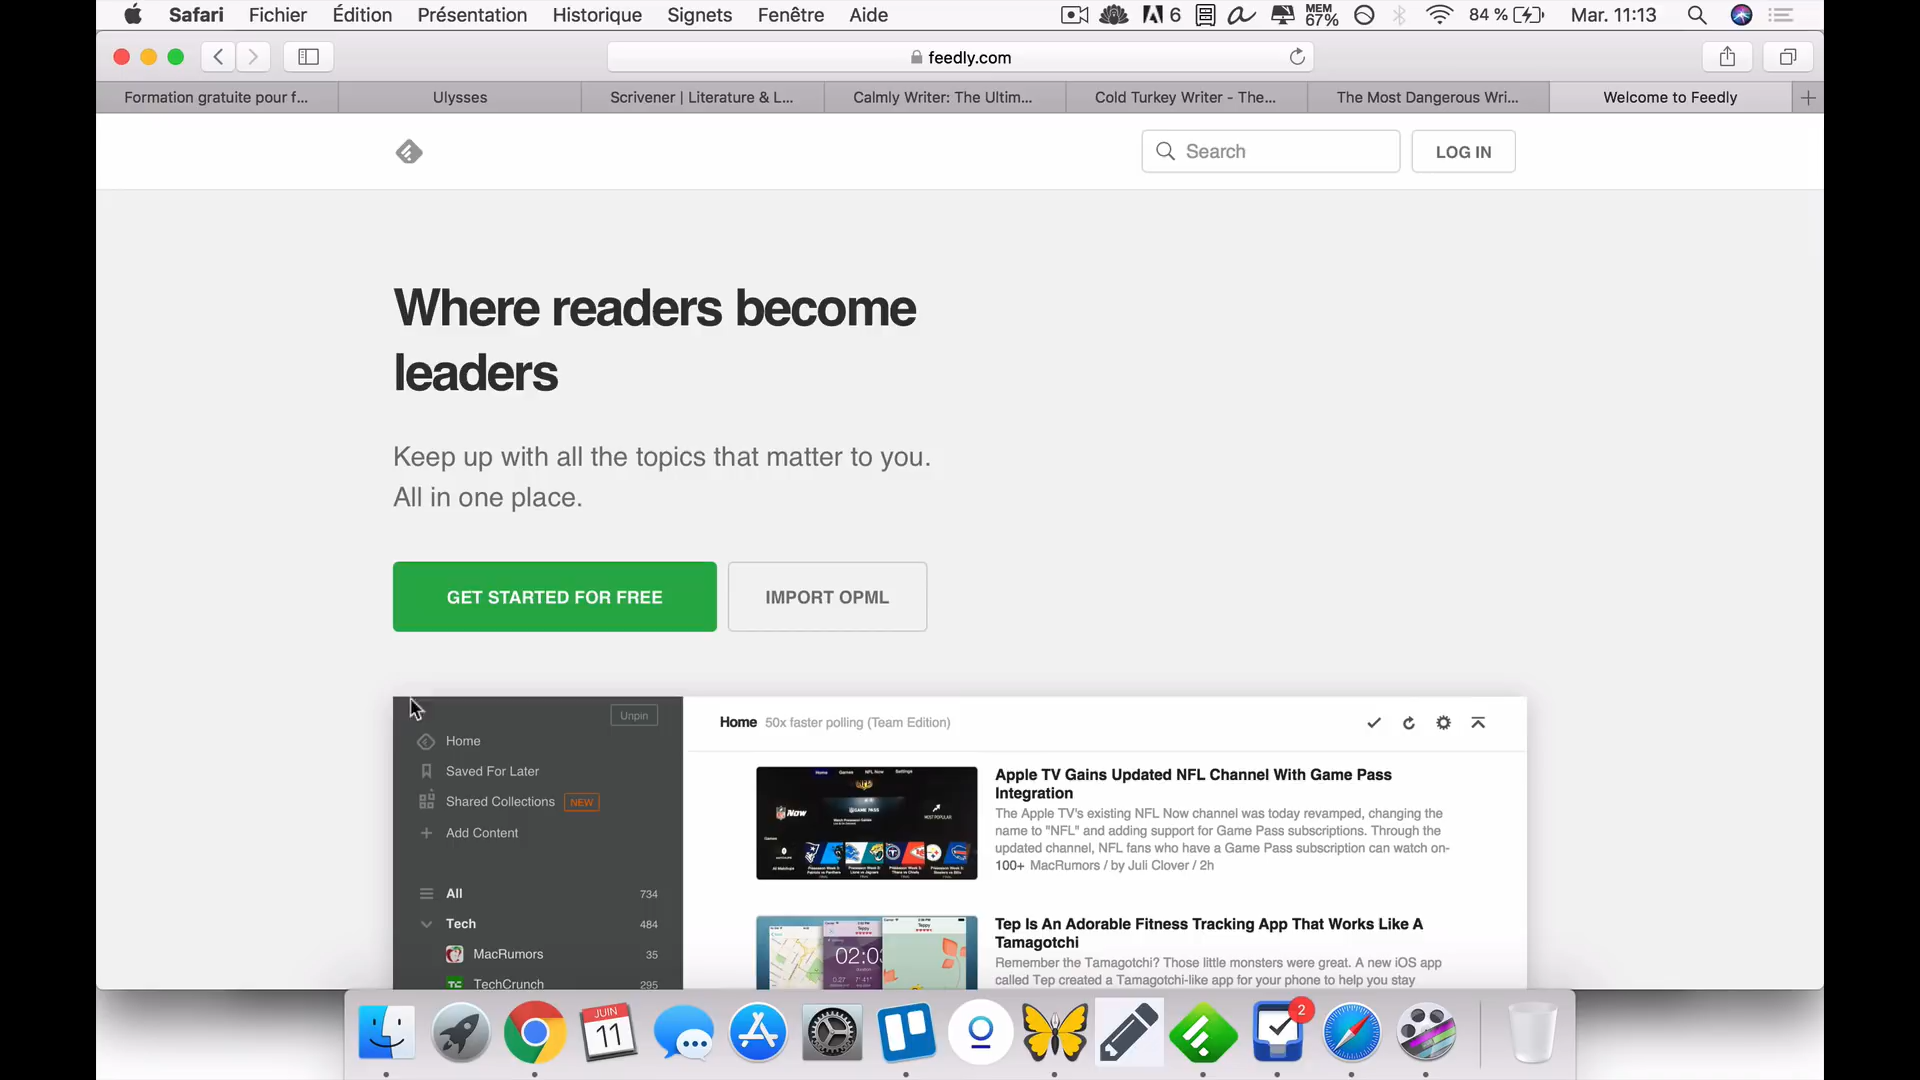 Safari Fichier Édition Présentation Historique Signets Fenêtre Aide 6 MEM 67% 84 % Mar. 11:13
feedly.com
Formation gratuite pour f... Ulysses Scrivener | Literature & L... Calmly Writer: The Ultim... Cold Turkey Writer - The... The Most Dangerous Wri... Welcome to Feedly
Search LOG IN
Where readers become
leaders
Keep up with all the topics that matter to you.
All in one place.
GET STARTED FOR FREE IMPORT OPML
Unpin
Home
Saved For Later
Shared Collections NEW
Add Content
All 734
Tech 484
MacRumors 35
TechCrunch 295
Home 50x faster polling (Team Edition)
Apple TV Gains Updated NFL Channel With Game Pass
Integration
The Apple TV's existing NFL Now channel was today revamped, changing the
name to "NFL" and adding support for Game Pass subscriptions. Through the
updated channel, NFL fans who have a Game Pass subscription can watch on-
100+ MacRumors / by Juli Clover / 2h
Tep Is An Adorable Fitness Tracking App That Works Like A
Tamagotchi
Remember the Tamagotchi? Those little monsters were great. A new iOS app
called Tep created a Tamagotchi-like app for your phone to help you stay
JUIN
11
2